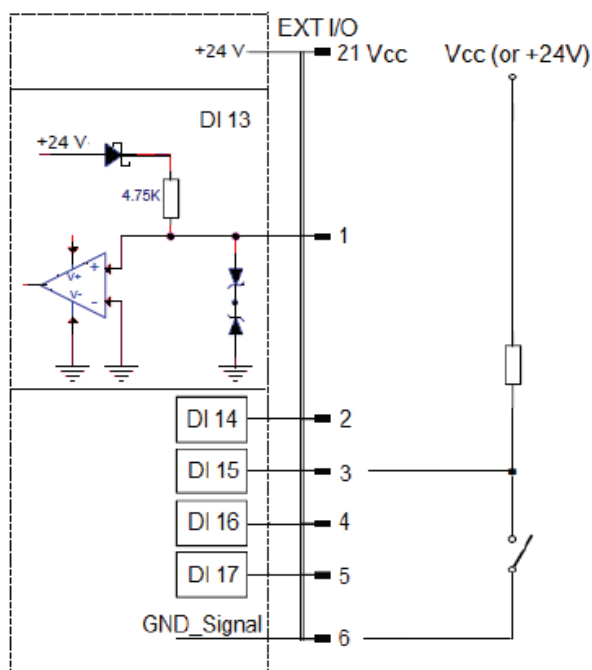 EXT I/O
+24 V
21 Vcc
Vcc (or +24V)
DI 13
+24 V
4.75K
1
V+
+
V-
-
DI 14
2
DI 15
3
DI 16
4
DI 17
5
GND_Signal
6